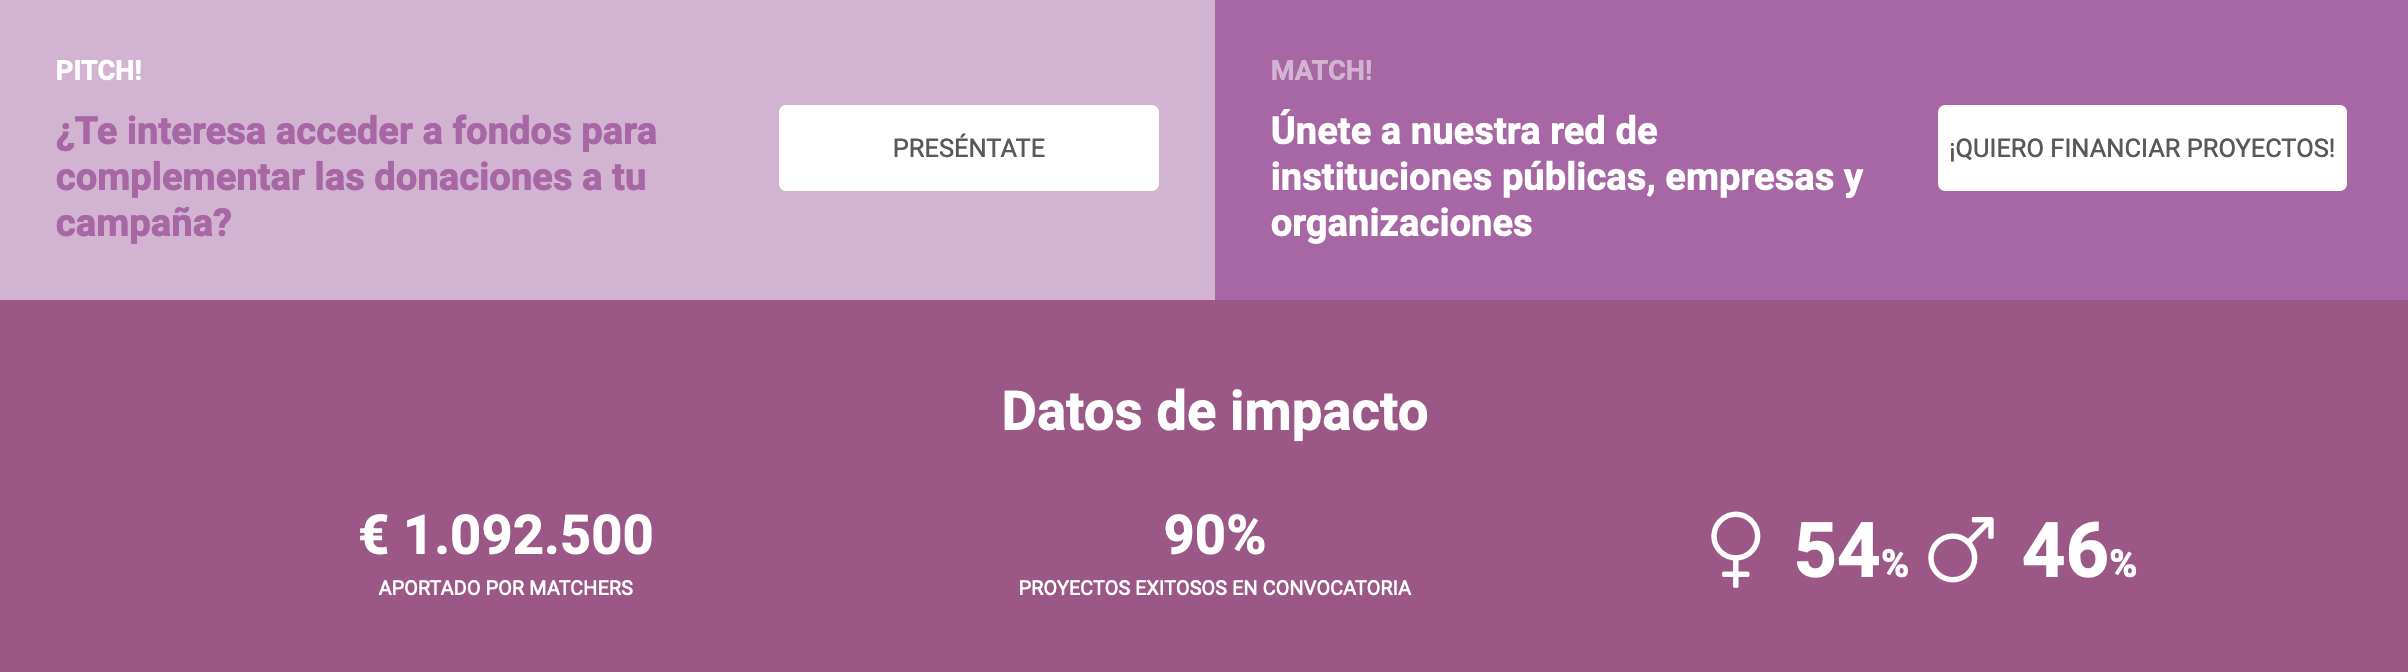 PITCH!
¿Te interesa acceder a fondos para
complementar las donaciones a tu
campaña?
PRESÉNTATE
MATCH!
Únete a nuestra red de
instituciones públicas, empresas y
organizaciones
¡QUIERO FINANCIAR PROYECTOS!
Datos de impacto
€ 1.092.500
APORTADO POR MATCHERS
90%
PROYECTOS EXITOSOS EN CONVOCATORIA
♀ 54% ♂ 46%